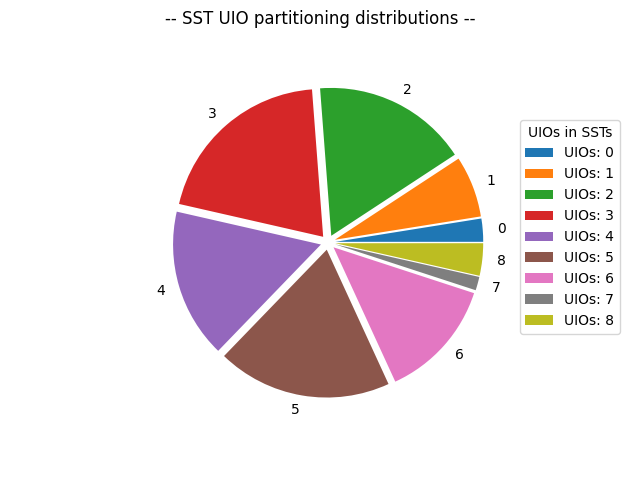 -- SST UIO partitioning distributions --
2
3
1
0
8
7
4
6
5
UIOs in SSTs
UIOs: 0
UIOs: 1
UIOs: 2
UIOs: 3
UIOs: 4
UIOs: 5
UIOs: 6
UIOs: 7
UIOs: 8